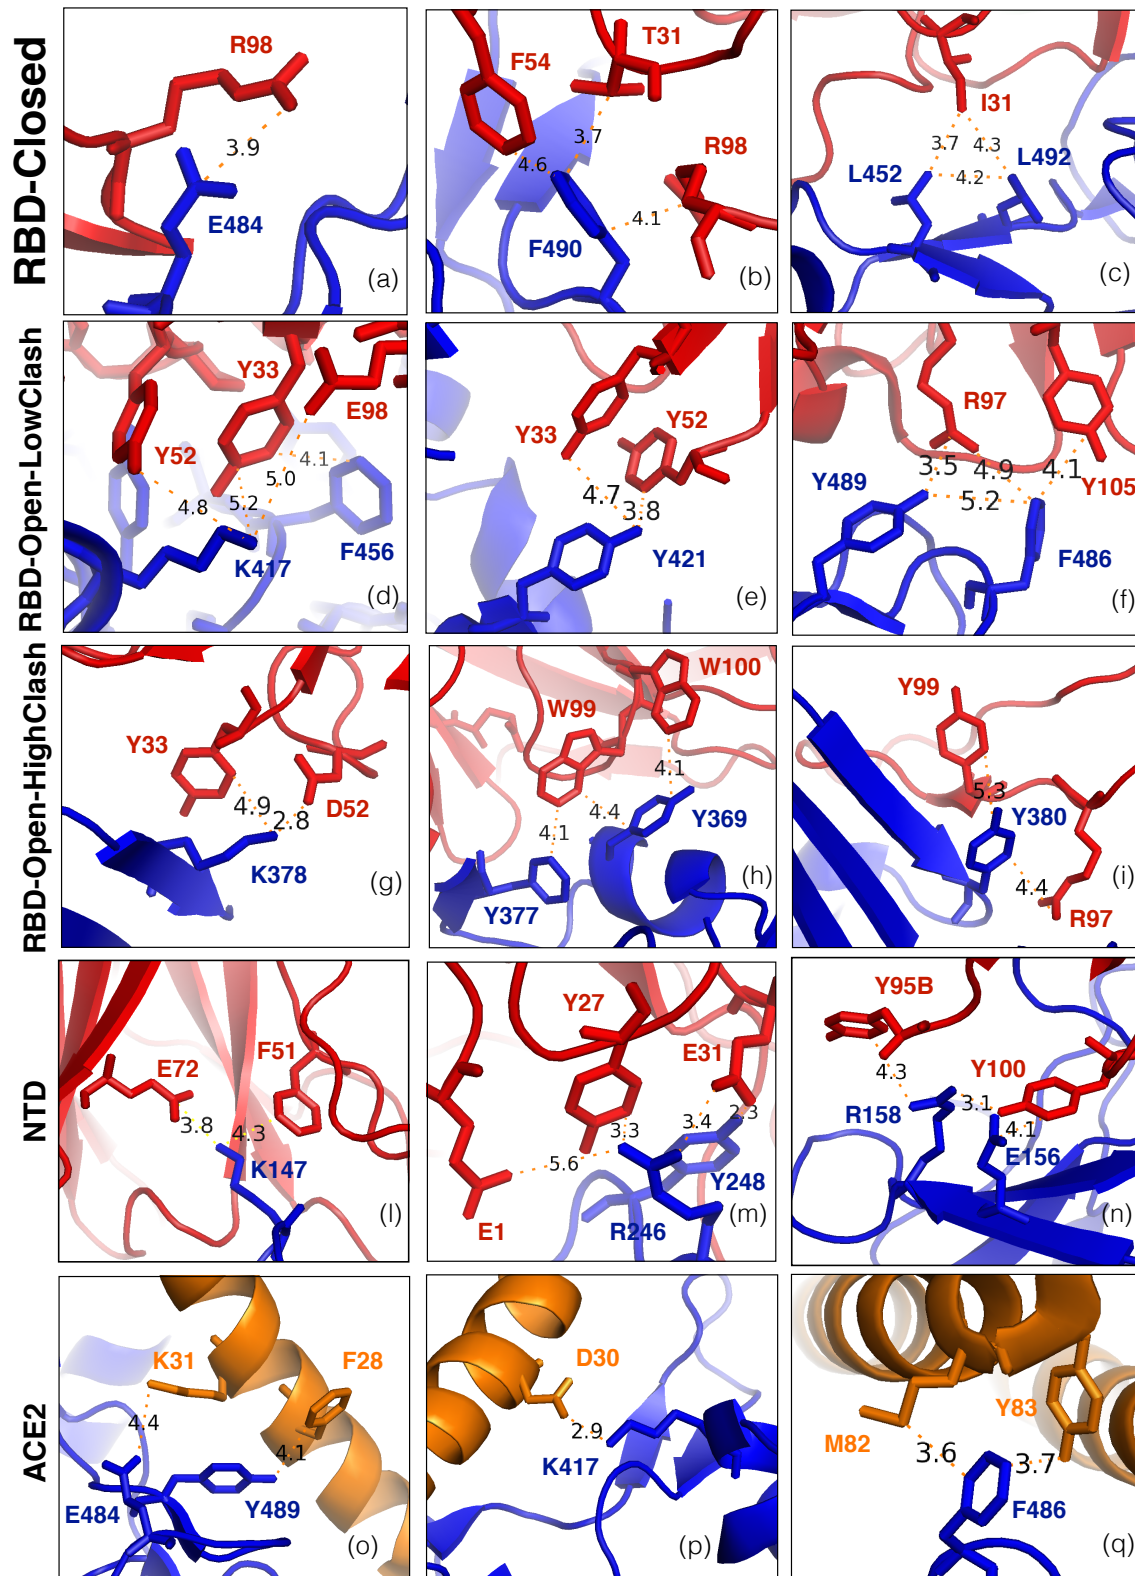 RBD-Closed
R98
3.9
E484
(a)
F54
T31
3.7
4.6
R98
4.1
F490
(b)
I31
3.7
4.3
L452
4.2
L492
(c)
RBD-Open-LowClash
Y33
E98
Y52
4.1
5.0
5.2
4.8
F456
K417
(d)
Y33
Y52
4.7
3.8
Y421
(e)
R97
3.5
4.9
4.1
Y489
Y105
5.2
F486
(f)
RBD-Open-HighClash
Y33
4.9
2.8
D52
K378
(g)
W100
W99
4.1
4.4
Y369
4.1
Y377
(h)
Y99
5.3
Y380
4.4
R97
(i)
NTD
E72
F51
3.8
4.3
K147
(l)
Y27
E31
2.3
3.4
3.3
5.6
Y248
E1
R246
(m)
Y95B
4.3
Y100
R158
3.1
4.1
E156
(n)
ACE2
K31
F28
4.4
4.1
E484
Y489
(o)
D30
2.9
K417
(p)
Y83
M82
3.6
3.7
F486
(q)